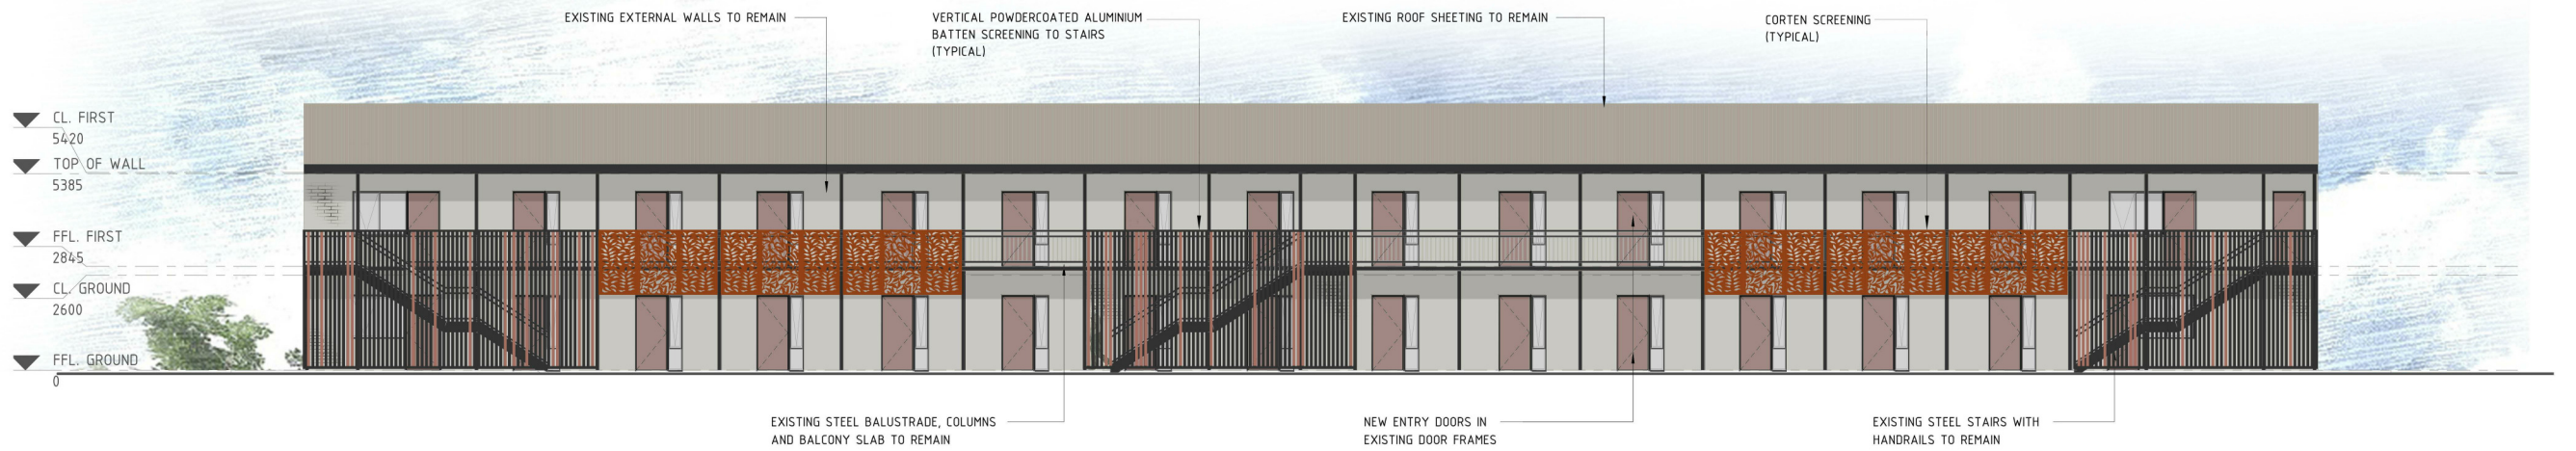 EXISTING EXTERNAL WALLS TO REMAIN
VERTICAL POWDERCOATED ALUMINIUM
BATTEN SCREENING TO STAIRS
(TYPICAL)
EXISTING ROOF SHEETING TO REMAIN
CORTEN SCREENING
(TYPICAL)
CL. FIRST
5420
TOP OF WALL
5385
FFL. FIRST
2845
CL. GROUND
2600
FFL. GROUND
0
EXISTING STEEL BALUSTRADE, COLUMNS
AND BALCONY SLAB TO REMAIN
NEW ENTRY DOORS IN
EXISTING DOOR FRAMES
EXISTING STEEL STAIRS WITH
HANDRAILS TO REMAIN